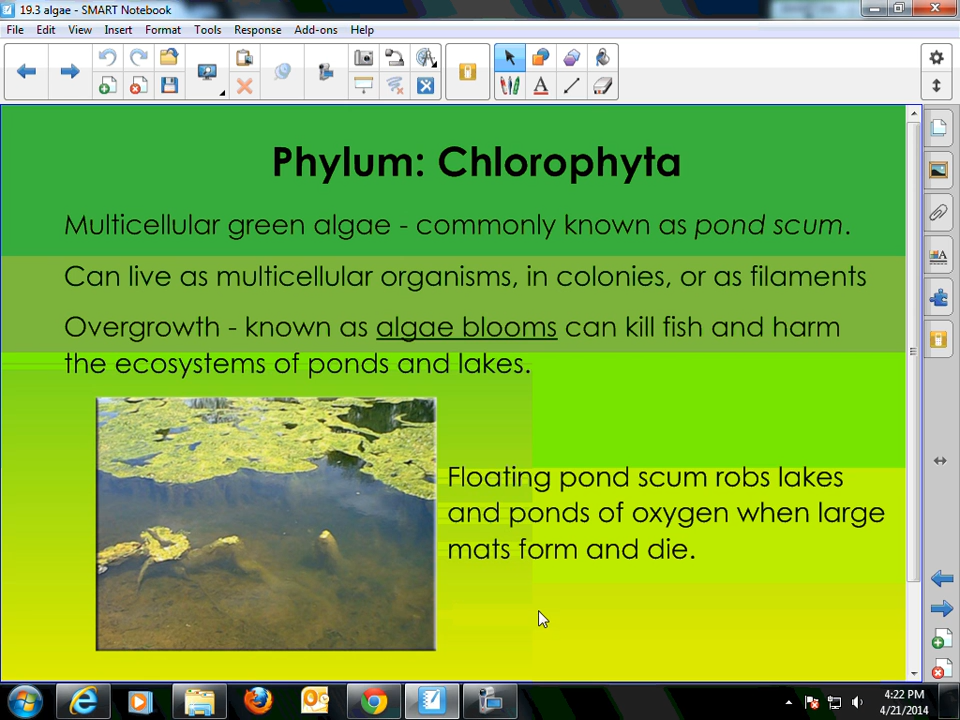 19.3 algae - SMART Notebook
File Edit View Insert Format Tools Response Add-ons Help
Phylum: Chlorophyta
Multicellular green algae - commonly known as pond scum.
Can live as multicellular organisms, in colonies, or as filaments
Overgrowth - known as algae blooms can kill fish and harm
the ecosystems of ponds and lakes.
Floating pond scum robs lakes
and ponds of oxygen when large
mats form and die.
4:22 PM
4/21/2014